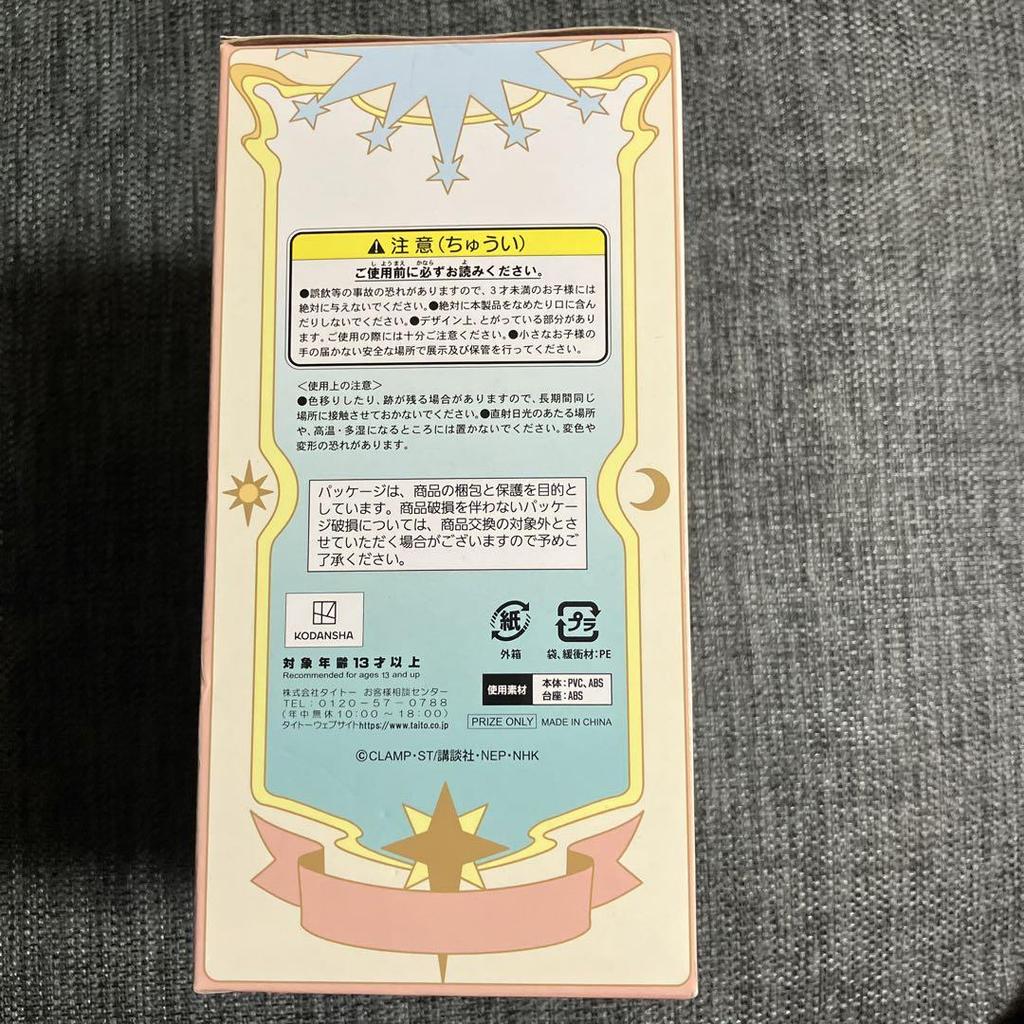 ⚠注意(ちゅうい)
ご使用前に必ずお読みください。
●誤飲等の事故の恐れがありますので、3才未満のお子様には
絶対に与えないでください。●絶対に本製品をなめたり口に含ん
だりしないでください。●デザイン上、とがっている部分があり
ます。ご使用の際には十分ご注意ください。●小さなお子様の
手の届かない安全な場所で展示及び保管を行ってください。
＜使用上の注意＞
●色移りしたり、跡が残る場合がありますので、長期間同じ
場所に接触させておかないでください。●直射日光のあたる場所
や、高温・多湿になるところには置かないでください。変色や
変形の恐れがあります。
パッケージは、商品の梱包と保護を目的と
しています。商品破損を伴わないパッケー
ジ破損については、商品交換の対象外とさ
せていただく場合がございますので予めご
了承ください。
KODANSHA
紙
外箱
プラ
袋、緩衝材:PE
対象年齢13才以上
Recommended for ages 13 and up
使用素材
本体:PVC、ABS
台座:ABS
株式会社タイトー お客様相談センター
TEL:0120-57-0788
(年中無休10:00～18:00)
タイトーウェブサイトhttps://www.taito.co.jp
PRIZE ONLY MADE IN CHINA
©CLAMP・ST/講談社・NEP・NHK